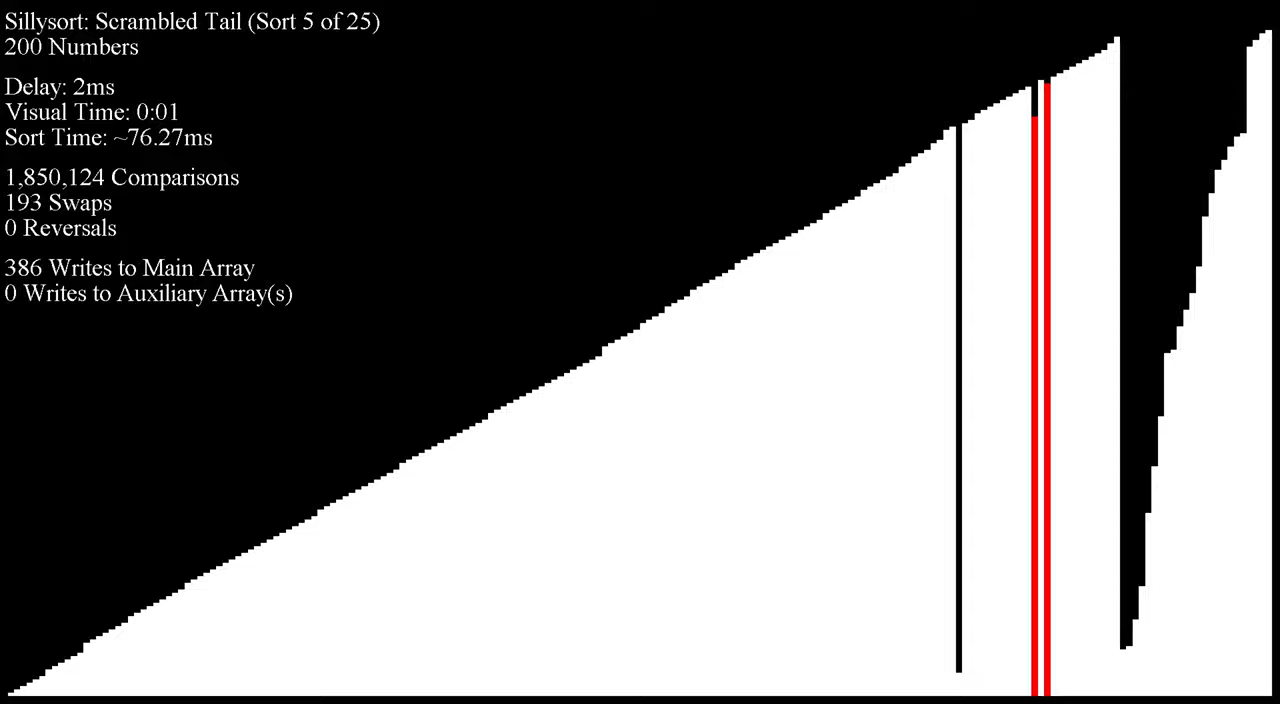 Sillysort: Scrambled Tail (Sort 5 of 25)
200 Numbers
Delay: 2ms
Visual Time: 0:01
Sort Time: ~76.27ms
1,850,124 Comparisons
193 Swaps
0 Reversals
386 Writes to Main Array
0 Writes to Auxiliary Array(s)